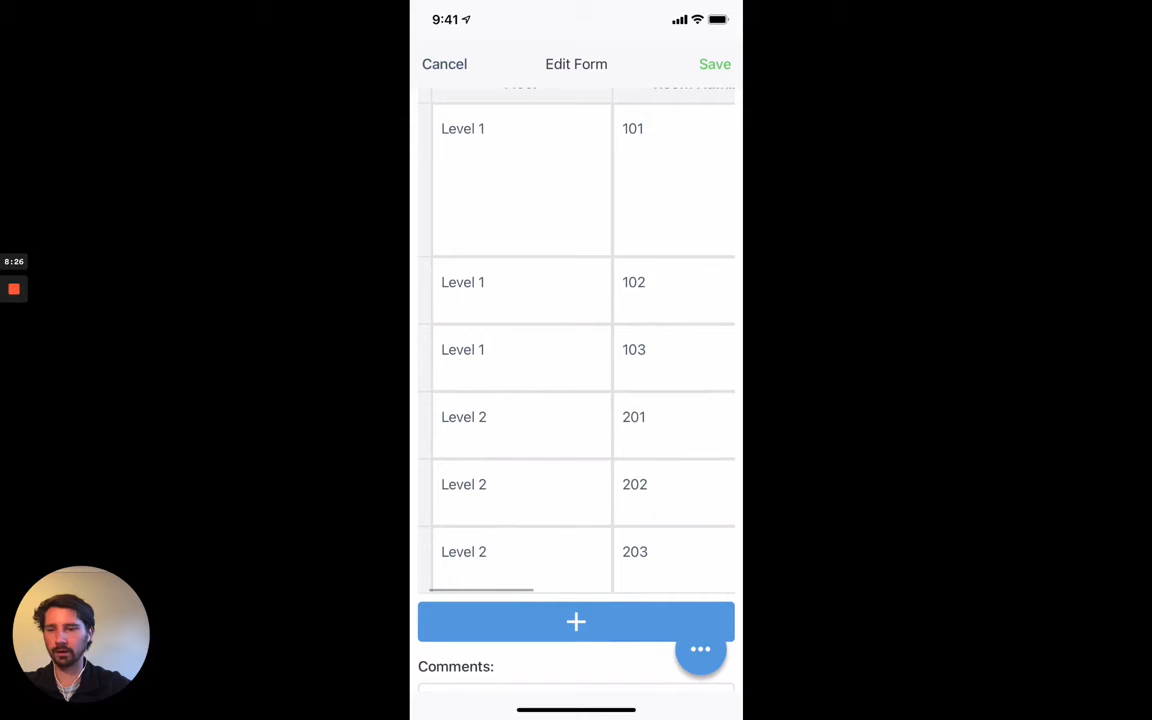 9:41
Cancel Edit Form Save
Level 1 101
Level 1 102
8:26
Level 1 103
Level 2 201
Level 2 202
Level 2 203
+
Comments: